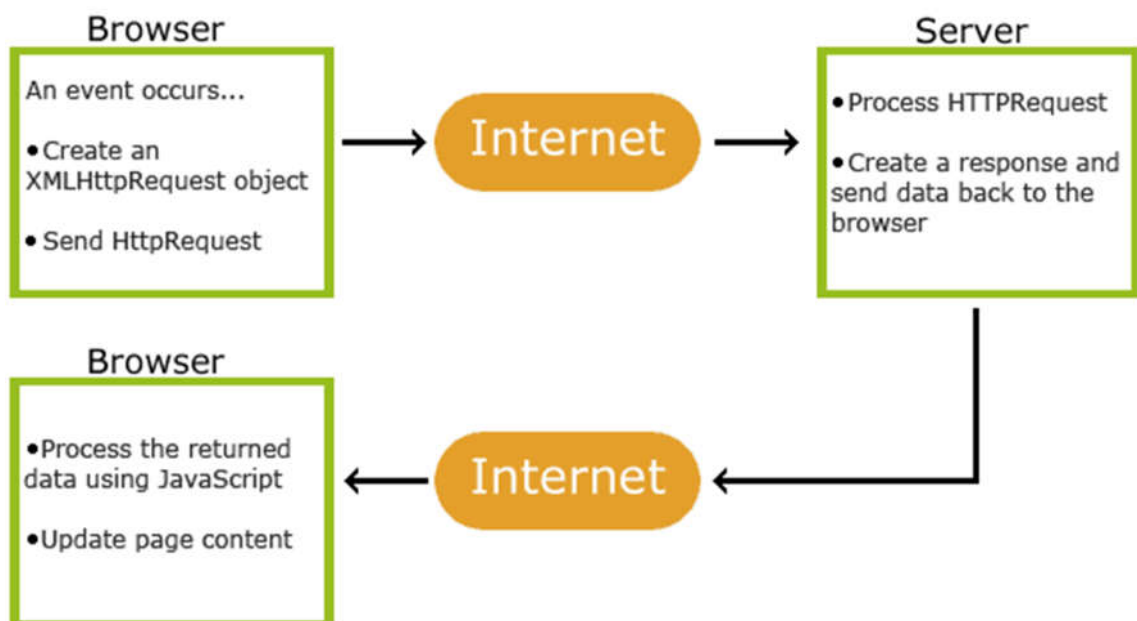 Browser
An event occurs...
•Create an
XMLHttpRequest object
• Send HttpRequest
Internet
Server
•Process HTTPRequest
•Create a response and
send data back to the
browser
Browser
•Process the returned
data using JavaScript
•Update page content
Internet